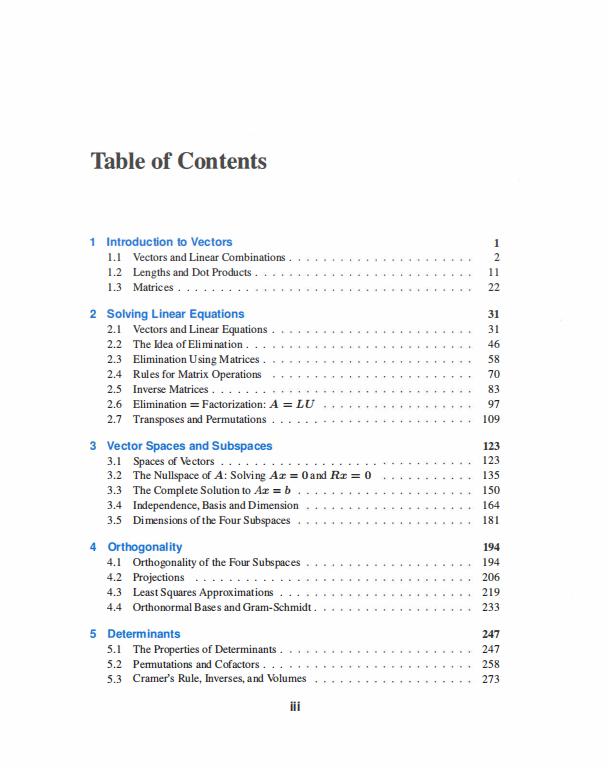 Table of Contents
1 Introduction to Vectors 1
1.1 Vectors and Linear Combinations . . . . . . . . . . . . . . . . . . . . . . 2
1.2 Lengths and Dot Products . . . . . . . . . . . . . . . . . . . . . . . . . . 11
1.3 Matrices . . . . . . . . . . . . . . . . . . . . . . . . . . . . . . . . . . . 22
2 Solving Linear Equations 31
2.1 Vectors and Linear Equations . . . . . . . . . . . . . . . . . . . . . . . . 31
2.2 The Idea of Elimination . . . . . . . . . . . . . . . . . . . . . . . . . . . 46
2.3 Elimination Using Matrices . . . . . . . . . . . . . . . . . . . . . . . . . 58
2.4 Rules for Matrix Operations . . . . . . . . . . . . . . . . . . . . . . . . 70
2.5 Inverse Matrices . . . . . . . . . . . . . . . . . . . . . . . . . . . . . . . 83
2.6 Elimination = Factorization: A = LU . . . . . . . . . . . . . . . . . . . 97
2.7 Transposes and Permutations . . . . . . . . . . . . . . . . . . . . . . . . 109
3 Vector Spaces and Subspaces 123
3.1 Spaces of Vectors . . . . . . . . . . . . . . . . . . . . . . . . . . . . . . 123
3.2 The Nullspace of A: Solving Ax = 0 and Rx = 0 . . . . . . . . . . . 135
3.3 The Complete Solution to Ax = b . . . . . . . . . . . . . . . . . . . . . 150
3.4 Independence, Basis and Dimension . . . . . . . . . . . . . . . . . . . . 164
3.5 Dimensions of the Four Subspaces . . . . . . . . . . . . . . . . . . . . . 181
4 Orthogonality 194
4.1 Orthogonality of the Four Subspaces . . . . . . . . . . . . . . . . . . . . 194
4.2 Projections . . . . . . . . . . . . . . . . . . . . . . . . . . . . . . . . . 206
4.3 Least Squares Approximations . . . . . . . . . . . . . . . . . . . . . . . 219
4.4 Orthonormal Bases and Gram-Schmidt . . . . . . . . . . . . . . . . . . . 233
5 Determinants 247
5.1 The Properties of Determinants . . . . . . . . . . . . . . . . . . . . . . . 247
5.2 Permutations and Cofactors . . . . . . . . . . . . . . . . . . . . . . . . . 258
5.3 Cramer's Rule, Inverses, and Volumes . . . . . . . . . . . . . . . . . . . 273
iii